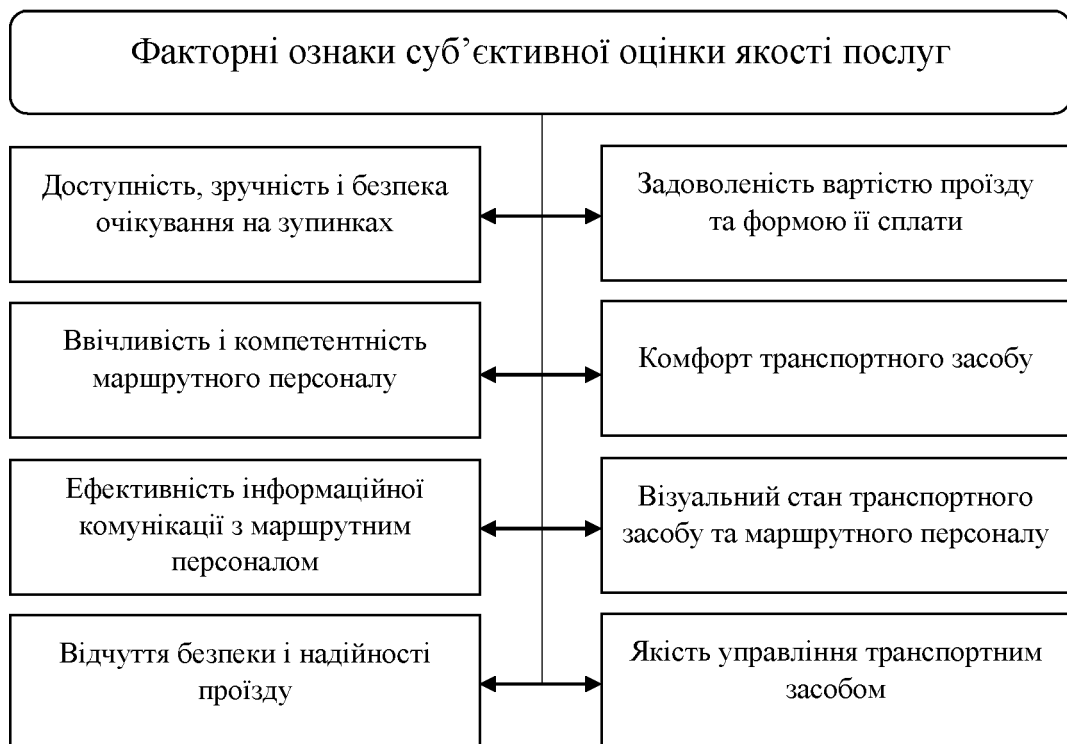 Факторні ознаки суб’єктивної оцінки якості послуг
Доступність, зручність і безпека
очікування на зупинках
Задоволеність вартістю проїзду
та формою її сплати
Ввічливість і компетентність
маршрутного персоналу
Комфорт транспортного засобу
Ефективність інформаційної
комунікації з маршрутним
персоналом
Візуальний стан транспортного
засобу та маршрутного персоналу
Відчуття безпеки і надійності
проїзду
Якість управління транспортним
засобом